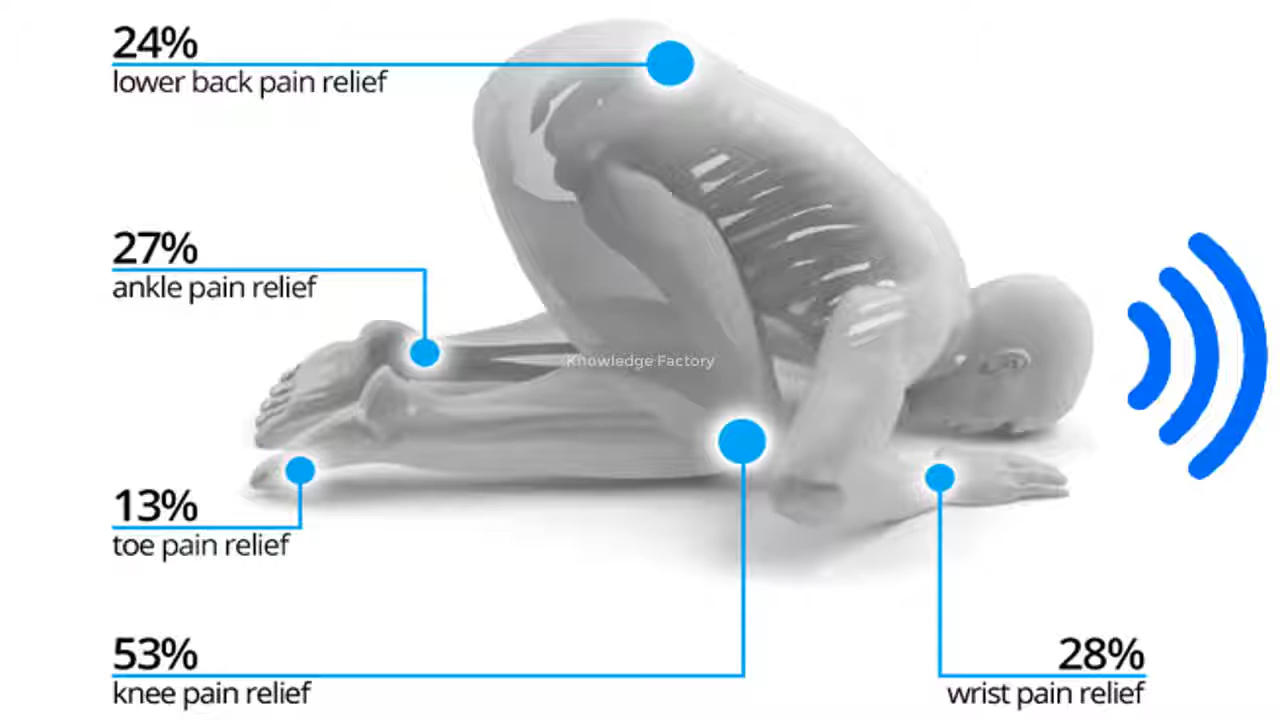 24%
lower back pain relief
27%
ankle pain relief
Knowledge Factory
13%
toe pain relief
53%
knee pain relief
28%
wrist pain relief